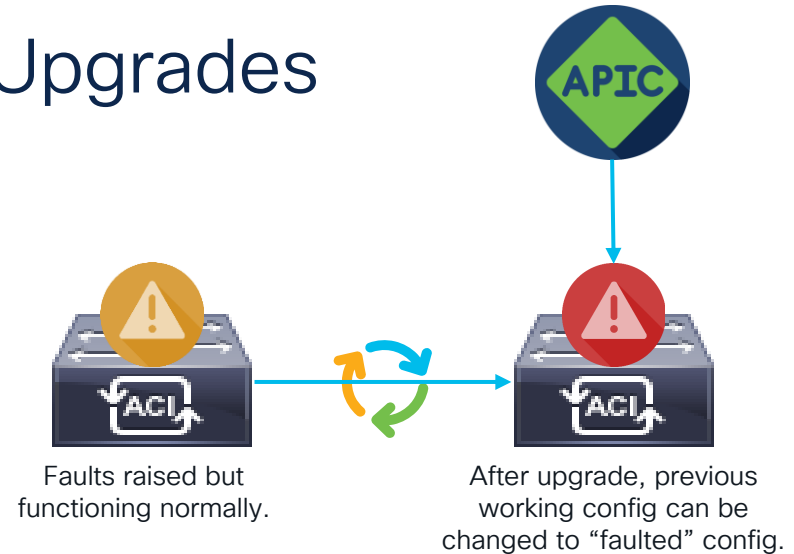 Upgrades
APIC
ACI
ACI
Faults raised but
functioning normally.
After upgrade, previous
working config can be
changed to “faulted” config.